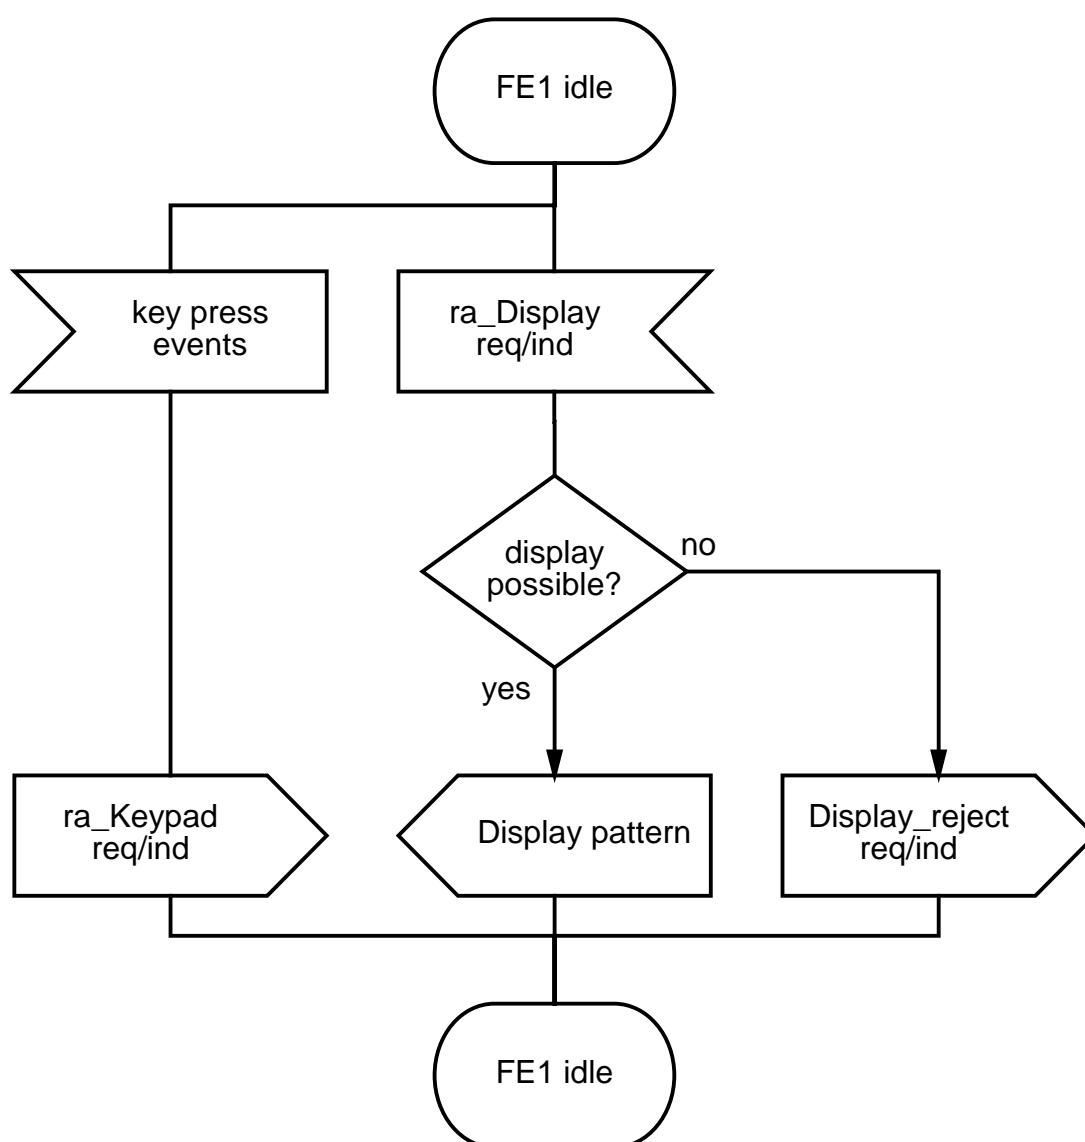 FE1 idle
key press
events
ra_Display
req/ind
display
possible?
no
yes
ra_Keypad
req/ind
Display pattern
Display_reject
req/ind
FE1 idle